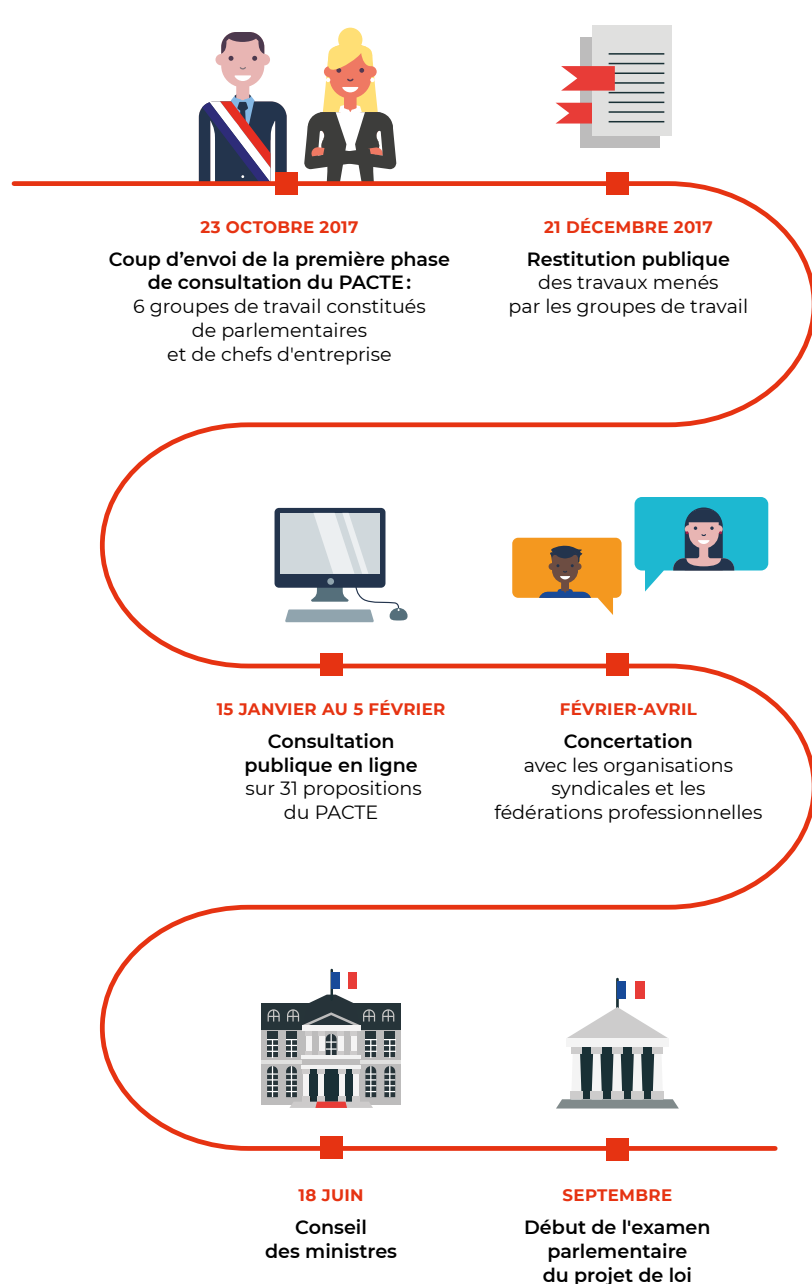 23 OCTOBRE 2017
Coup d’envoi de la première phase
de consultation du PACTE :
6 groupes de travail constitués
de parlementaires
et de chefs d'entreprise
21 DÉCEMBRE 2017
Restitution publique
des travaux menés
par les groupes de travail
15 JANVIER AU 5 FÉVRIER
Consultation
publique en ligne
sur 31 propositions
du PACTE
FÉVRIER-AVRIL
Concertation
avec les organisations
syndicales et les
fédérations professionnelles
18 JUIN
Conseil
des ministres
SEPTEMBRE
Début de l'examen
parlementaire
du projet de loi